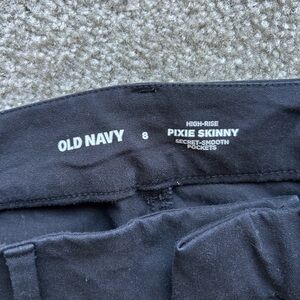 OLD NAVY
8
HIGH-RISE
PIXIE SKINNY
SECRET-SMOOTH
POCKETS